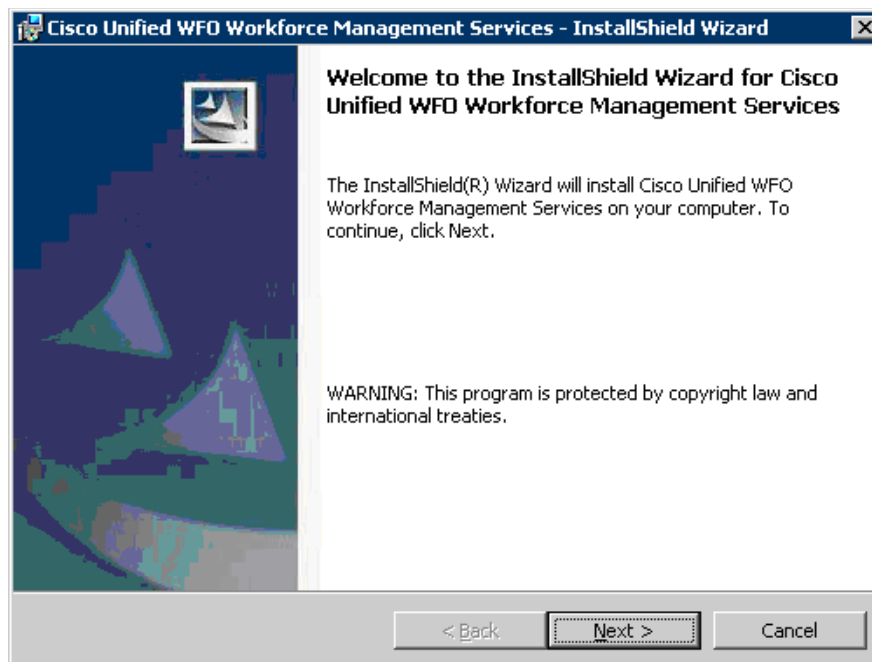 Cisco Unified WFO Workforce Management Services - InstallShield Wizard
Welcome to the InstallShield Wizard for Cisco
Unified WFO Workforce Management Services
The InstallShield(R) Wizard will install Cisco Unified WFO
Workforce Management Services on your computer. To
continue, click Next.
WARNING: This program is protected by copyright law and
international treaties.
< Back
Next >
Cancel